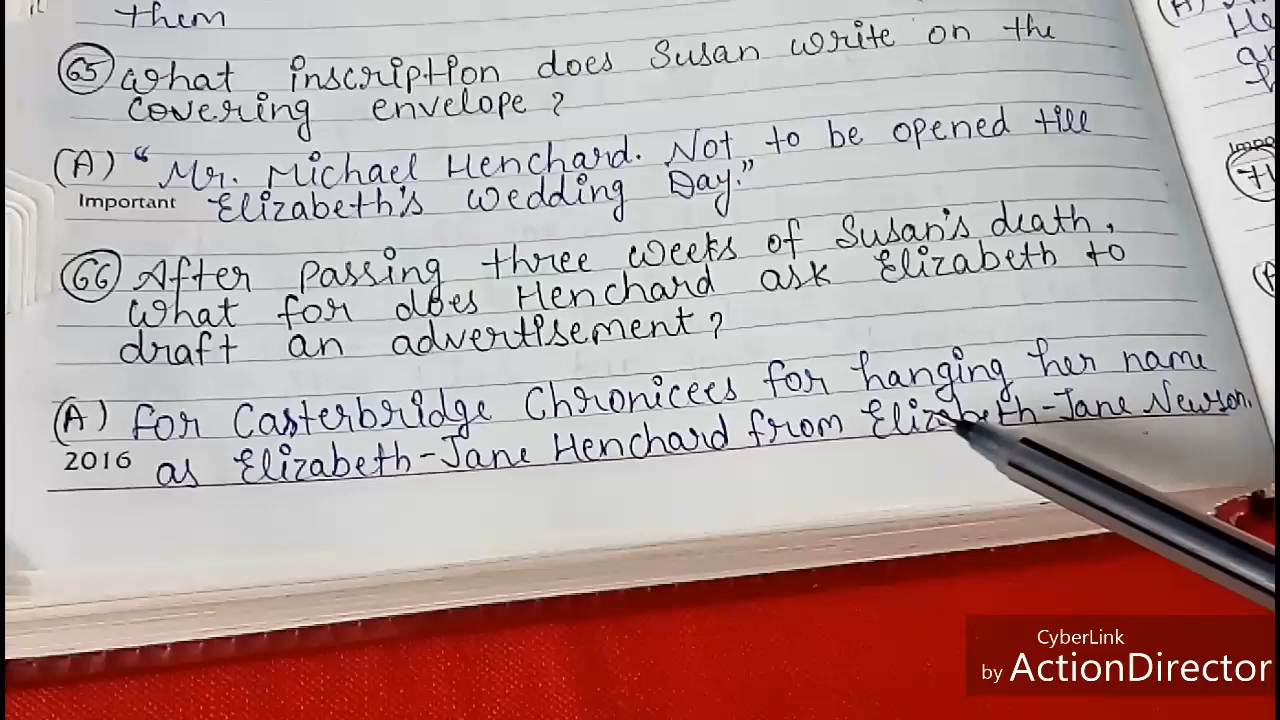 them
65 What inscription does Susan write on the
covering envelope?
(A) "Mr. Michael Henchard. Not to be opened till
Important Elizabeth's Wedding Day."
66 After passing three weeks of Susan's death,
what for does Henchard ask Elizabeth to
draft an advertisement?
(A) For Casterbridge Chronicees for hanging her name
2016 as Elizabeth-Jane Henchard from Elizabeth-Jane Newson.
(A)
He
Impo
CyberLink
by ActionDirector